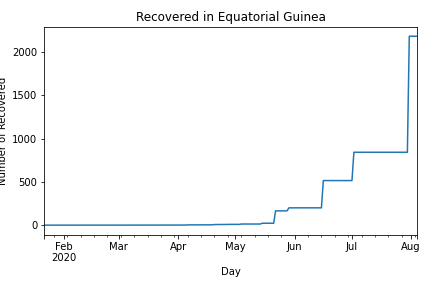 Recovered in Equatorial Guinea
Number of Recovered
2000
1500
1000
500
0
Feb
2020
Mar
Apr
May
Jun
Jul
Aug
Day